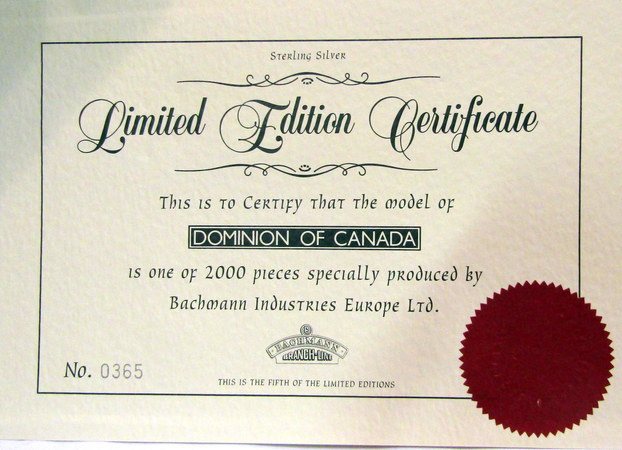 Sterling Silver
Limited Edition Certificate
This is to Certify that the model of
DOMINION OF CANADA
is one of 2000 pieces specially produced by
Bachmann Industries Europe Ltd.
BACHMANN
BRANCH-LINE
No. 0365
THIS IS THE FIFTH OF THE LIMITED EDITIONS